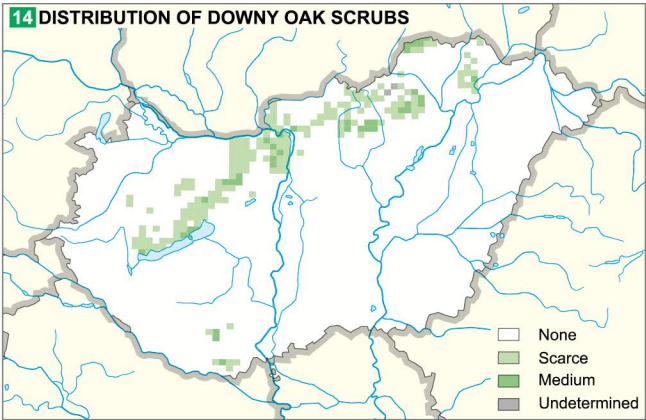 14 DISTRIBUTION OF DOWNY OAK SCRUBS
None
Scarce
Medium
Undetermined